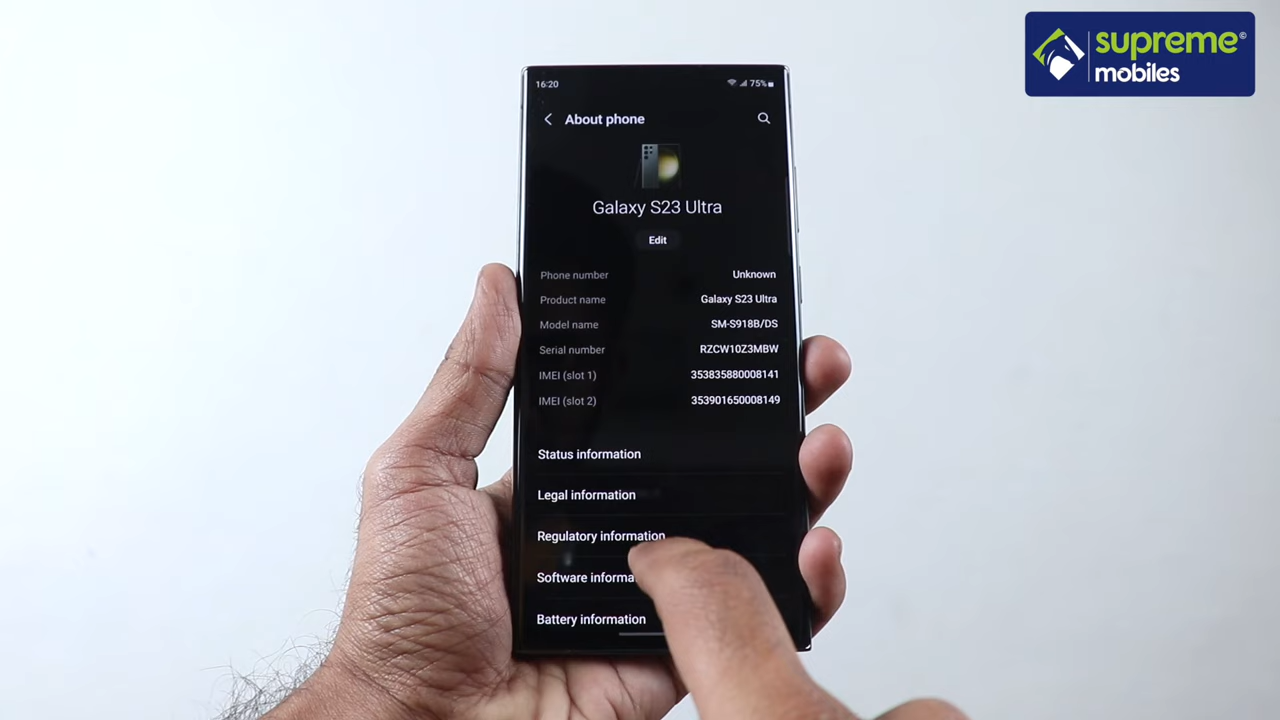 supreme©
mobiles
16:20
75%
About phone
Galaxy S23 Ultra
Edit
Phone number Unknown
Product name Galaxy S23 Ultra
Model name SM-S918B/DS
Serial number RZCW10Z3MBW
IMEI (slot 1) 353835880008141
IMEI (slot 2) 353901650008149
Status information
Legal information
Regulatory information
Software informa
Battery information